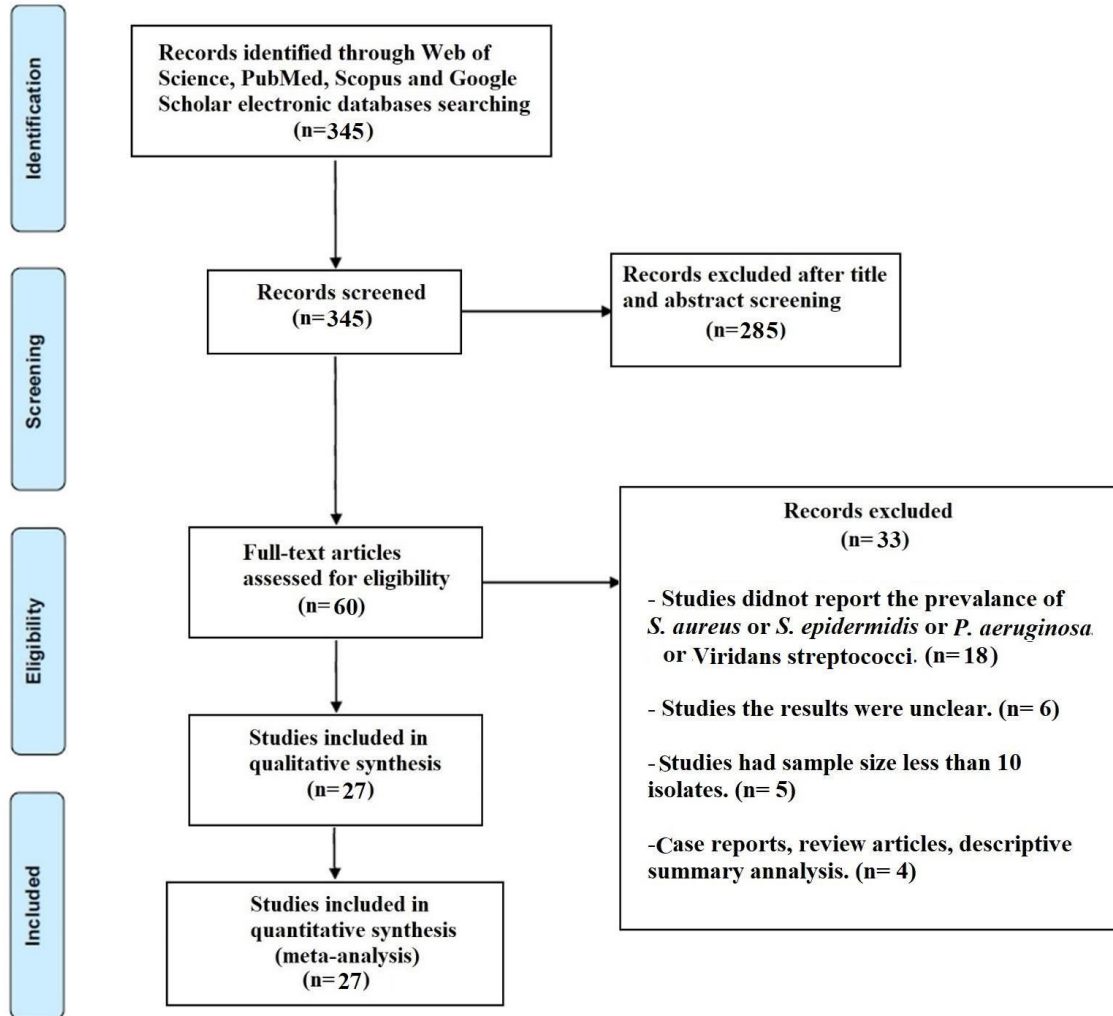 Identification
Records identified through Web of
Science, PubMed, Scopus and Google
Scholar electronic databases searching
(n=345)
Screening
Records screened
(n=345)
Records excluded after title
and abstract screening
(n=285)
Eligibility
Full-text articles
assessed for eligibility
(n=60)
Records excluded
(n=33)
- Studies didnot report the prevalance of
S. aureus or S. epidermidis or P. aeruginosa
or Viridans streptococci. (n=18)
- Studies the results were unclear. (n= 6)
-Studies had sample size less than 10
isolates. (n= 5)
-Case reports, review articles, descriptive
summary annalysis. (n= 4)
Studies included in
qualitative synthesis
(n=27)
Included
Studies included in
quantitative synthesis
(meta-analysis)
(n=27)